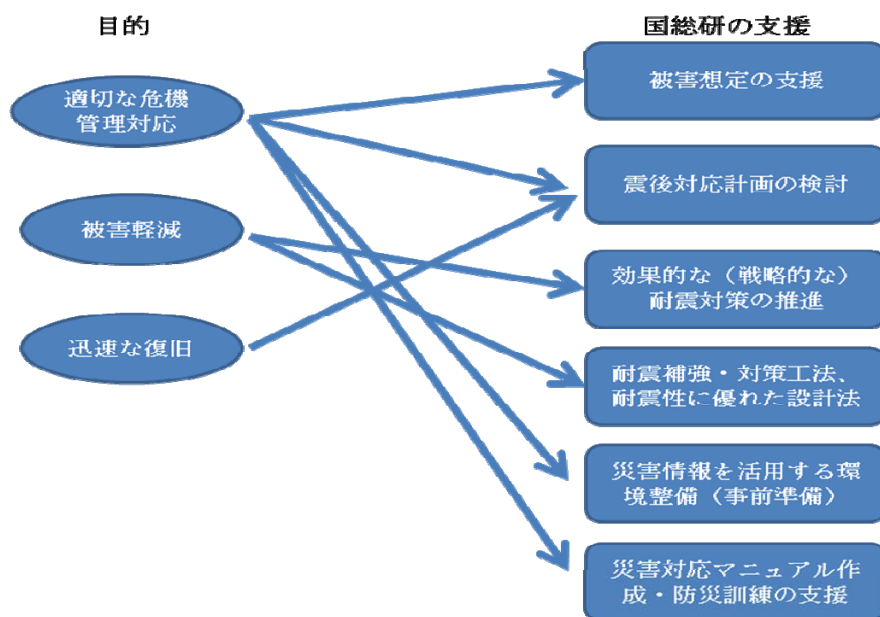 目的
国総研の支援
適切な危機
管理対応
被害軽減
迅速な復旧
被害想定の支援
震後対応計画の検討
効果的な（戦略的な）
耐震対策の推進
耐震補強・対策工法、
耐震性に優れた設計法
災害情報を活用する環
境整備（事前準備）
災害対応マニュアル作
成・防災訓練の支援